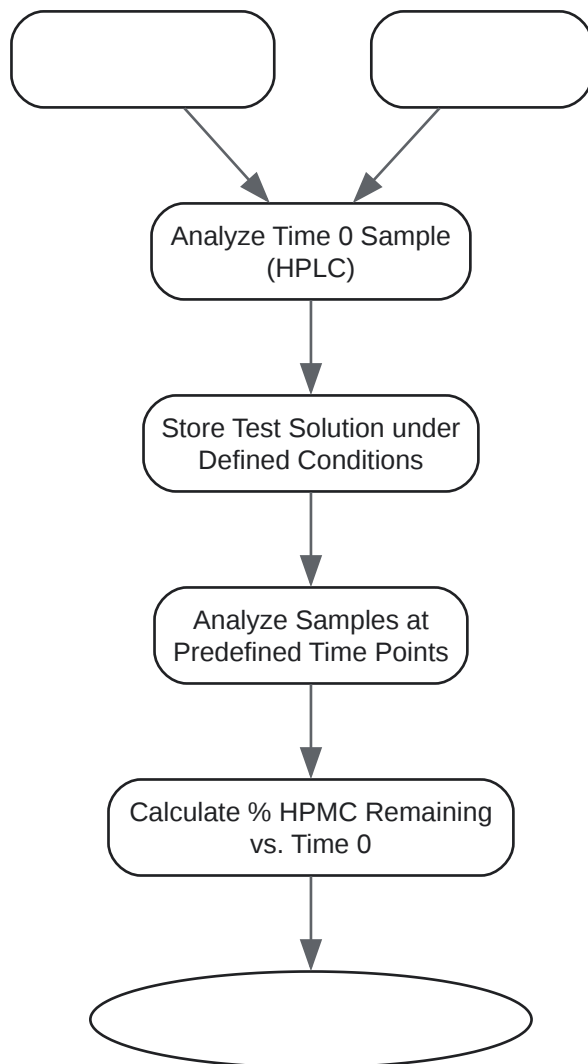 Analyze Time 0 Sample
(HPLC)
Store Test Solution under
Defined Conditions
Analyze Samples at
Predefined Time Points
Calculate % HPMC Remaining
vs. Time 0